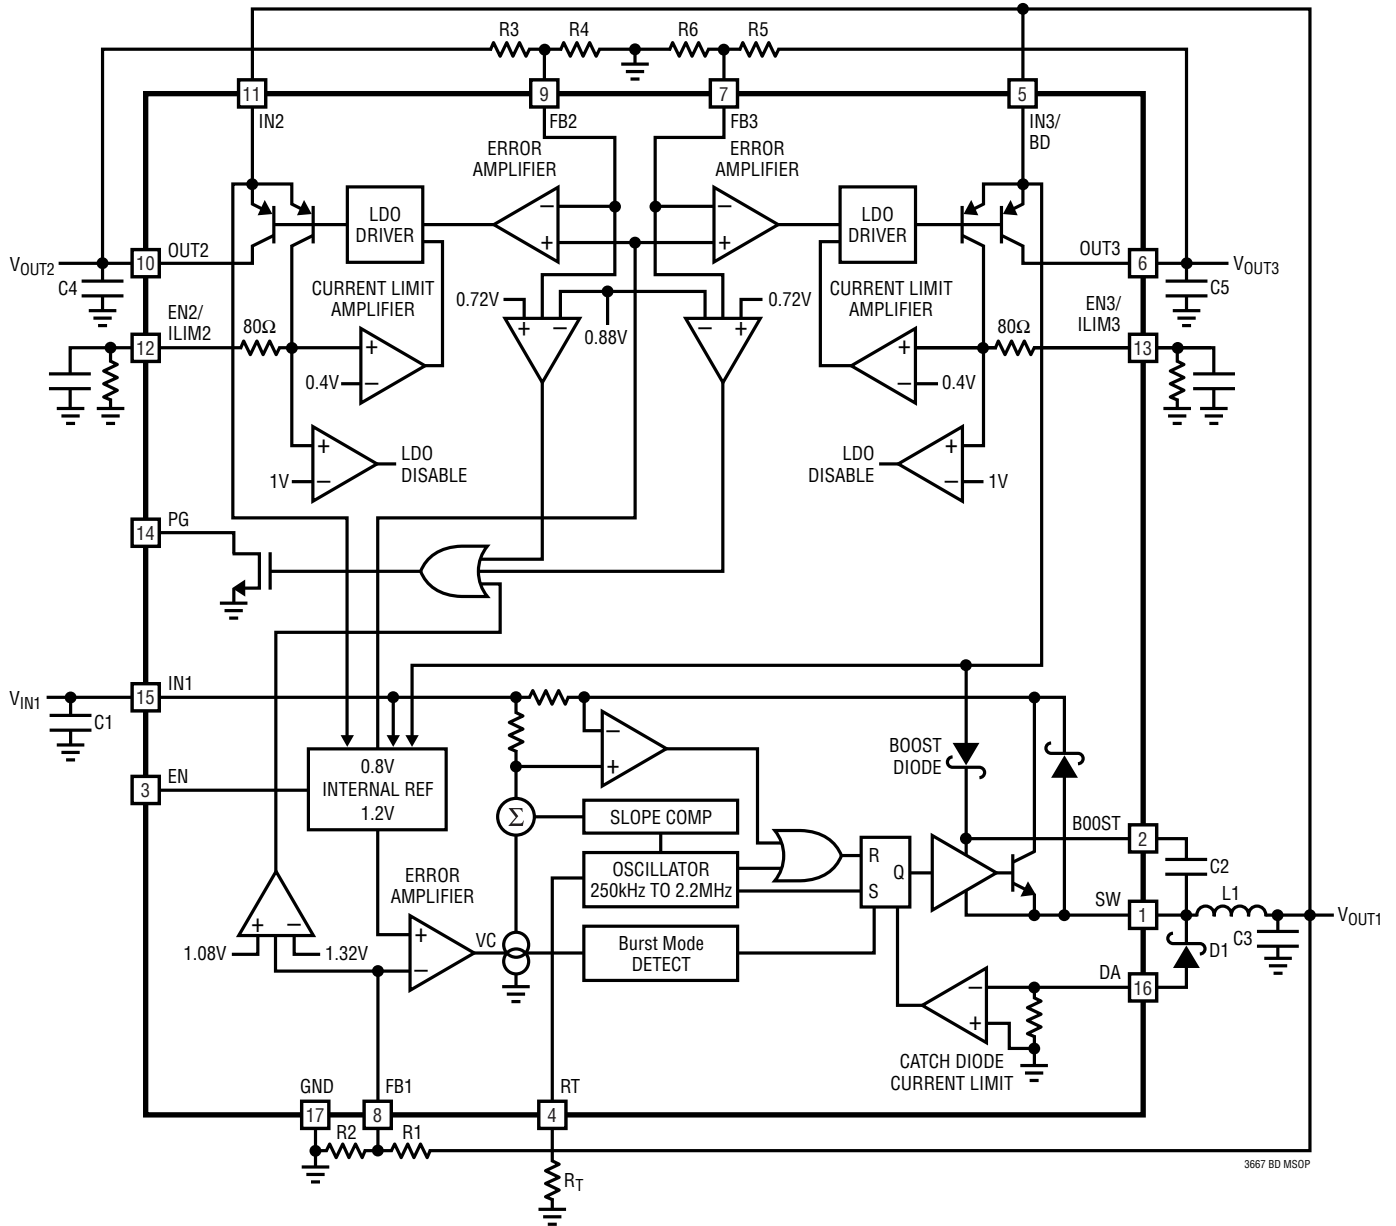 R3
R4
R6
R5
11
9
7
5
IN2
FB2
FB3
IN3/
BD
ERROR
AMPLIFIER
ERROR
AMPLIFIER
LDO
DRIVER
−
+
−
+
LDO
DRIVER
VOUT2
10
OUT2
OUT3
6
VOUT3
C4
C5
EN2/
ILIM2
12
80Ω
CURRENT LIMIT
AMPLIFIER
0.72V
0.88V
0.72V
CURRENT LIMIT
AMPLIFIER
80Ω
EN3/
ILIM3
13
+
−
0.4V
+ −
− +
+
−
0.4V
+
−
1V
LDO
DISABLE
LDO
DISABLE
+
−
1V
14
PG
VIN1
15
IN1
C1
3
EN
0.8V
INTERNAL REF
1.2V
−
+
Σ
SLOPE COMP
OSCILLATOR
250kHz TO 2.2MHz
BOOST
DIODE
R
S
Q
BOOST
2
C2
SW
1
L1
VOUT1
C3
D1
DA
16
ERROR
AMPLIFIER
+
−
VC
Burst Mode
DETECT
+ −
1.08V
1.32V
−
+
CATCH DIODE
CURRENT LIMIT
GND
17
FB1
8
RT
4
R2
R1
RT
3667 BD MSOP